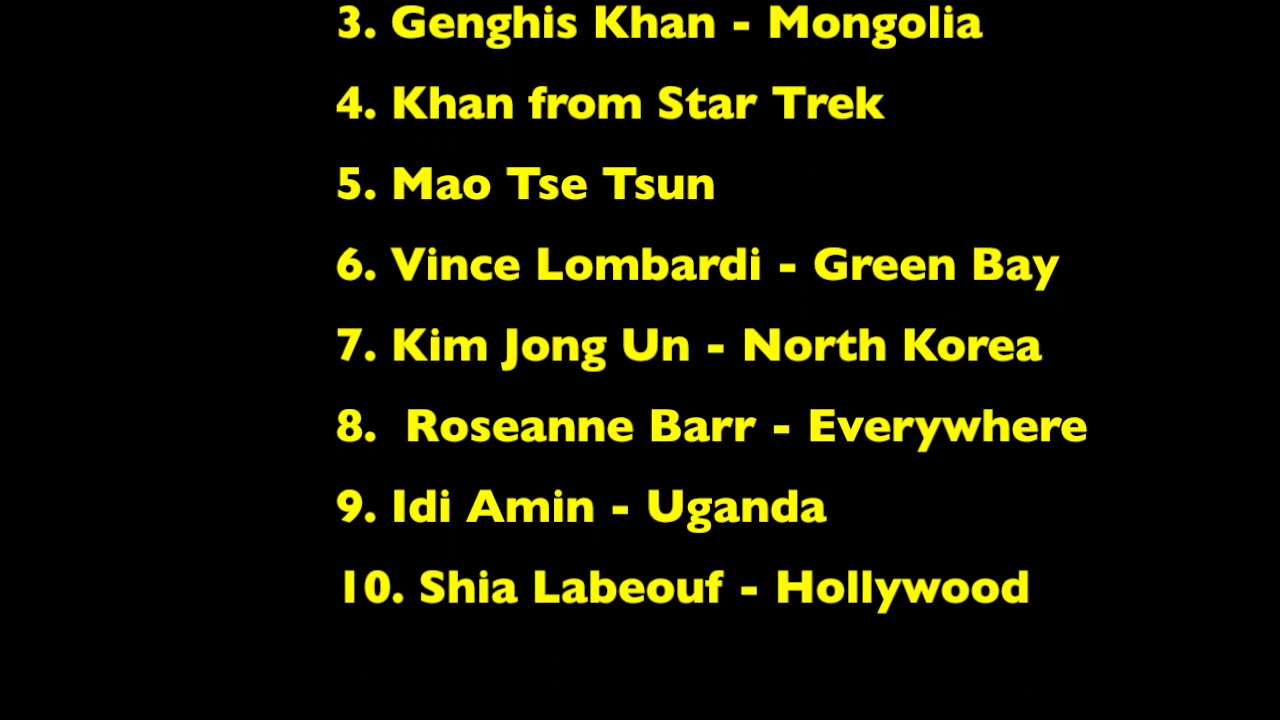 3. Genghis Khan - Mongolia
4. Khan from Star Trek
5. Mao Tse Tsun
6. Vince Lombardi - Green Bay
7. Kim Jong Un - North Korea
8.  Roseanne Barr - Everywhere
9. Idi Amin - Uganda
10. Shia Labeouf - Hollywood